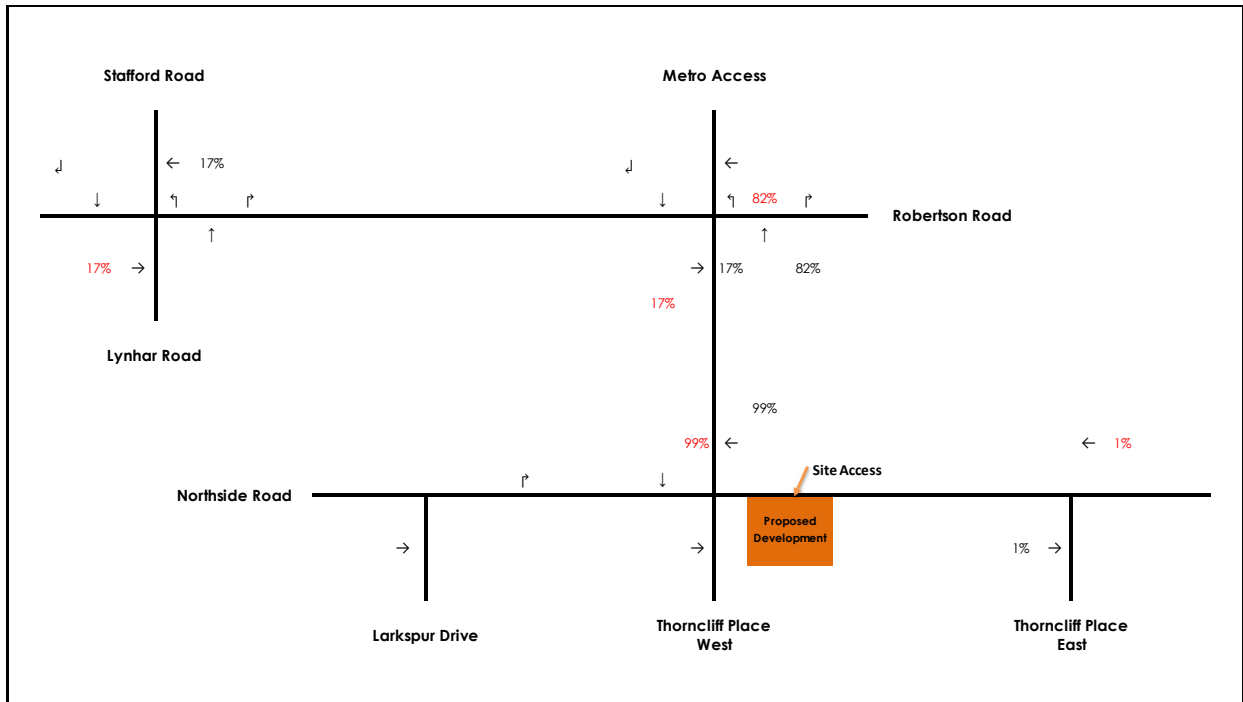 Stafford Road
Metro Access
← 17%
←
↲
↲
↓
↰
↱
↓
↰
82%
↱
Robertson Road
↑
↑
17% →
→ 17%
82%
17%
Lynhar Road
99%
99% ←
← 1%
Site Access
↱
↓
Northside Road
Proposed
Development
→
→
1% →
Larkspur Drive
Thorncliff Place
West
Thorncliff Place
East